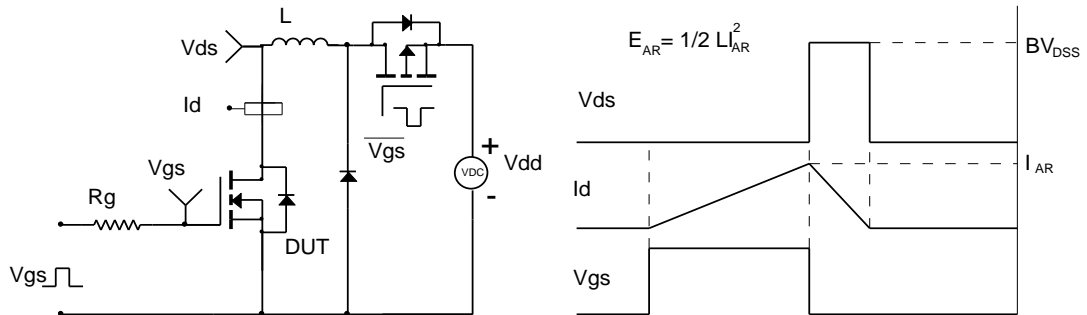 L
Vds
Id
Vgs
Rg
Vgs
DUT
Vgs
+
VDC
-
Vdd
E_AR = 1/2 LI_AR^2
BV_DSS
Vds
I_AR
Id
Vgs